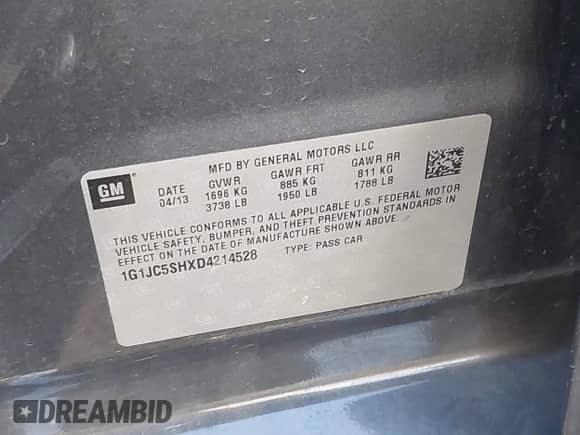 MFD BY GENERAL MOTORS LLC
GM
DATE GVWR GAWR FRT GAWR RR
04/13 1696 KG 885 KG 811 KG
3738 LB 1950 LB 1788 LB
THIS VEHICLE CONFORMS TO ALL APPLICABLE U.S. FEDERAL MOTOR
VEHICLE SAFETY, BUMPER, AND THEFT PREVENTION STANDARDS IN
EFFECT ON THE DATE OF MANUFACTURE SHOWN ABOVE.
1G1JC5SHXD4214528 TYPE: PASS CAR
DREAMBID